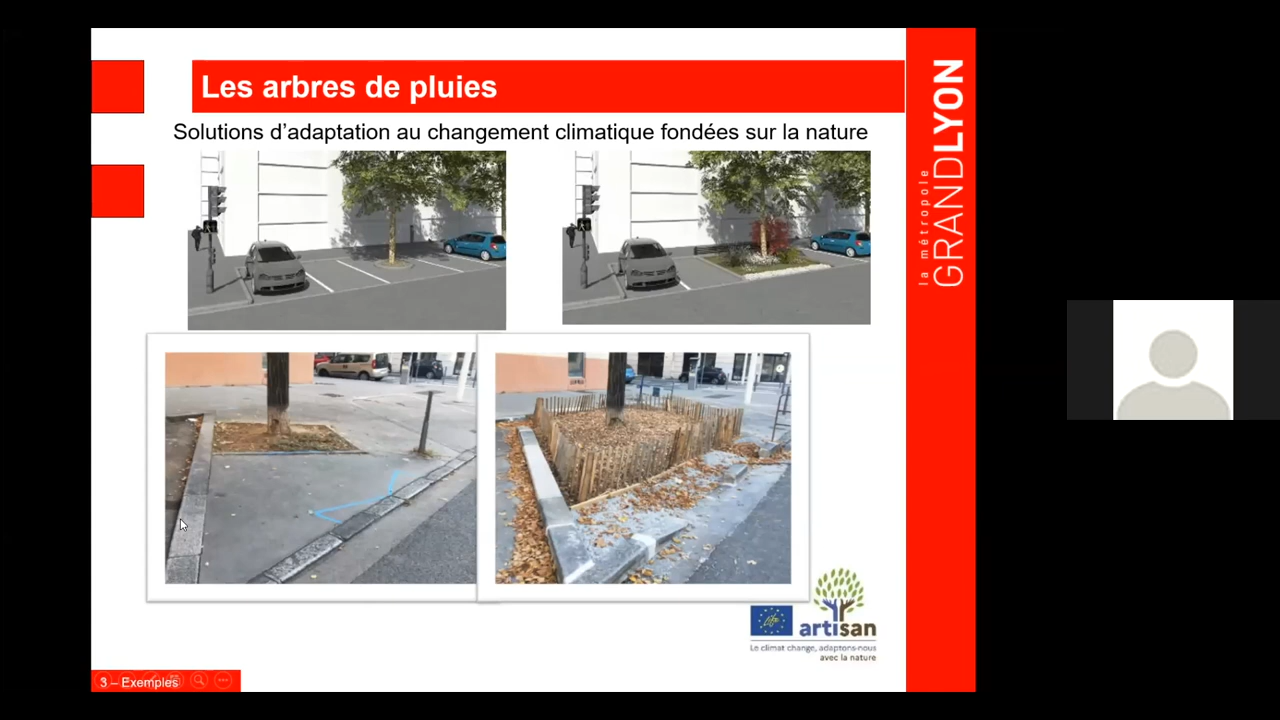 Les arbres de pluies
Solutions d’adaptation au changement climatique fondées sur la nature
la métropole
GRANDLYON
Life
artisan
Le climat change, adaptons-nous
avec la nature
3 – Exemples